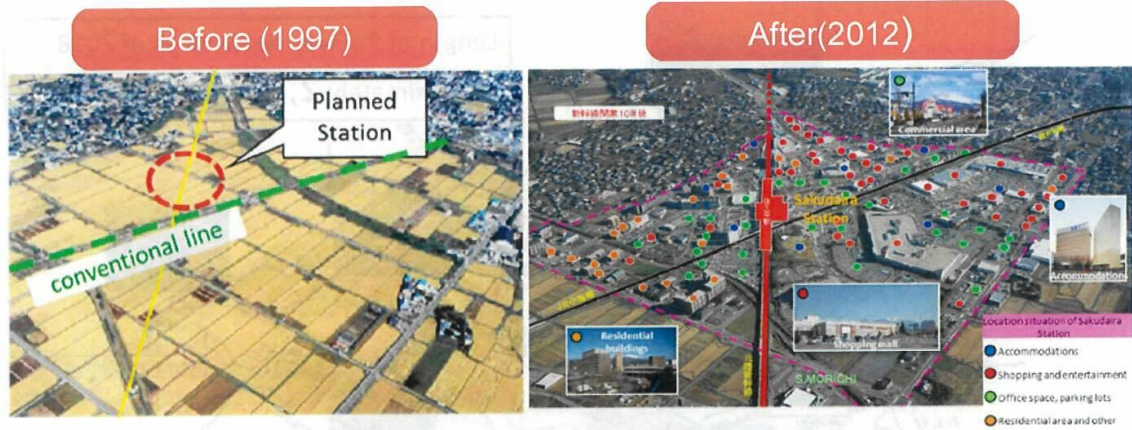 Before (1997)
After(2012)
Planned
Station
conventional line
Commercial area
Sakudaira
Station
Accommodations
Residential
buildings
Shopping mall
S.MORICHI
Location situation of Sakudaira
Station
Accommodations
Shopping and entertainment
Office space, parking lots
Residential area and other